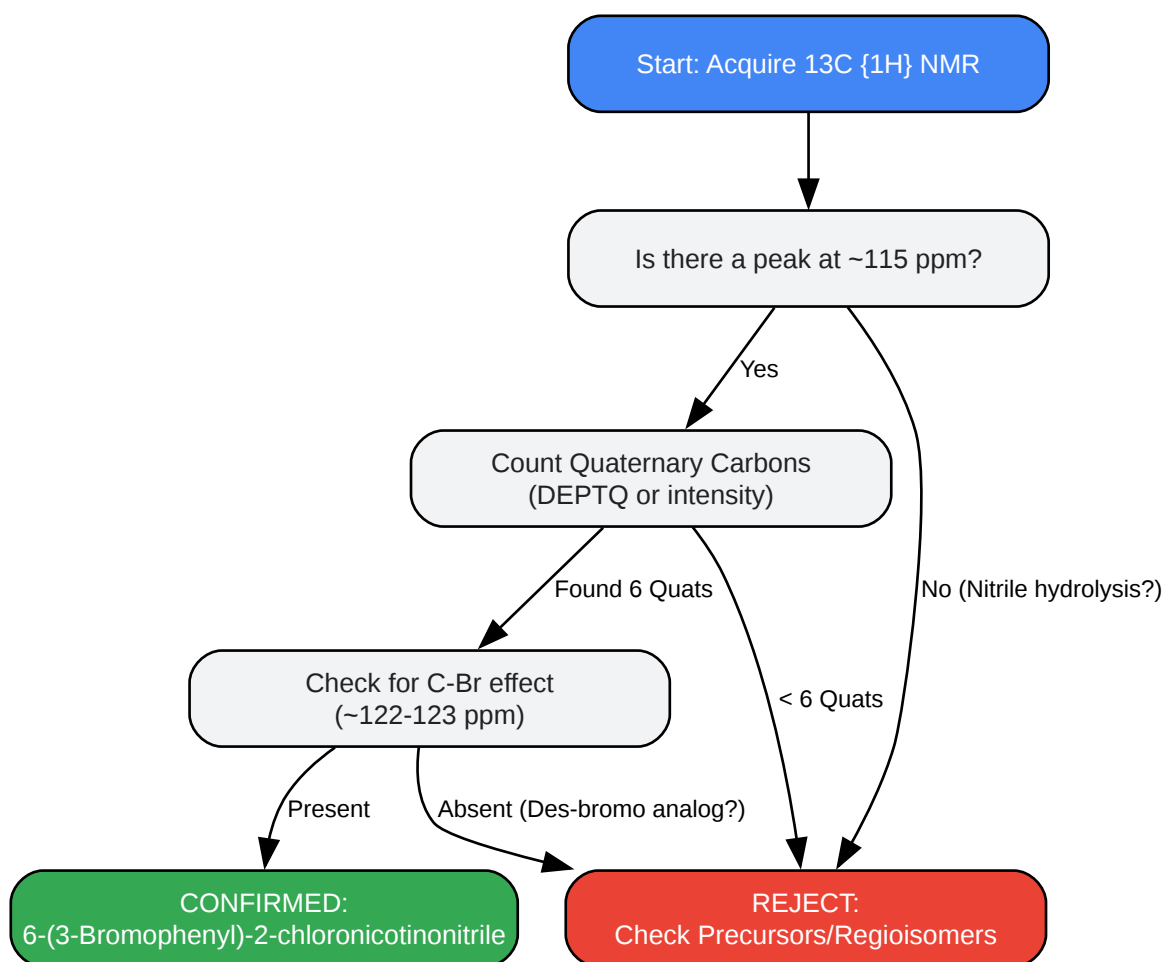 Start: Acquire 13C {1H} NMR
Is there a peak at ~115 ppm?
Yes
Count Quaternary Carbons
(DEPTQ or intensity)
Found 6 Quats
No (Nitrile hydrolysis?)
Check for C-Br effect
(~122-123 ppm)
< 6 Quats
Present
Absent (Des-bromo analog?)
CONFIRMED:
6-(3-Bromophenyl)-2-chloronicotinonitrile
REJECT:
Check Precursors/Regioisomers